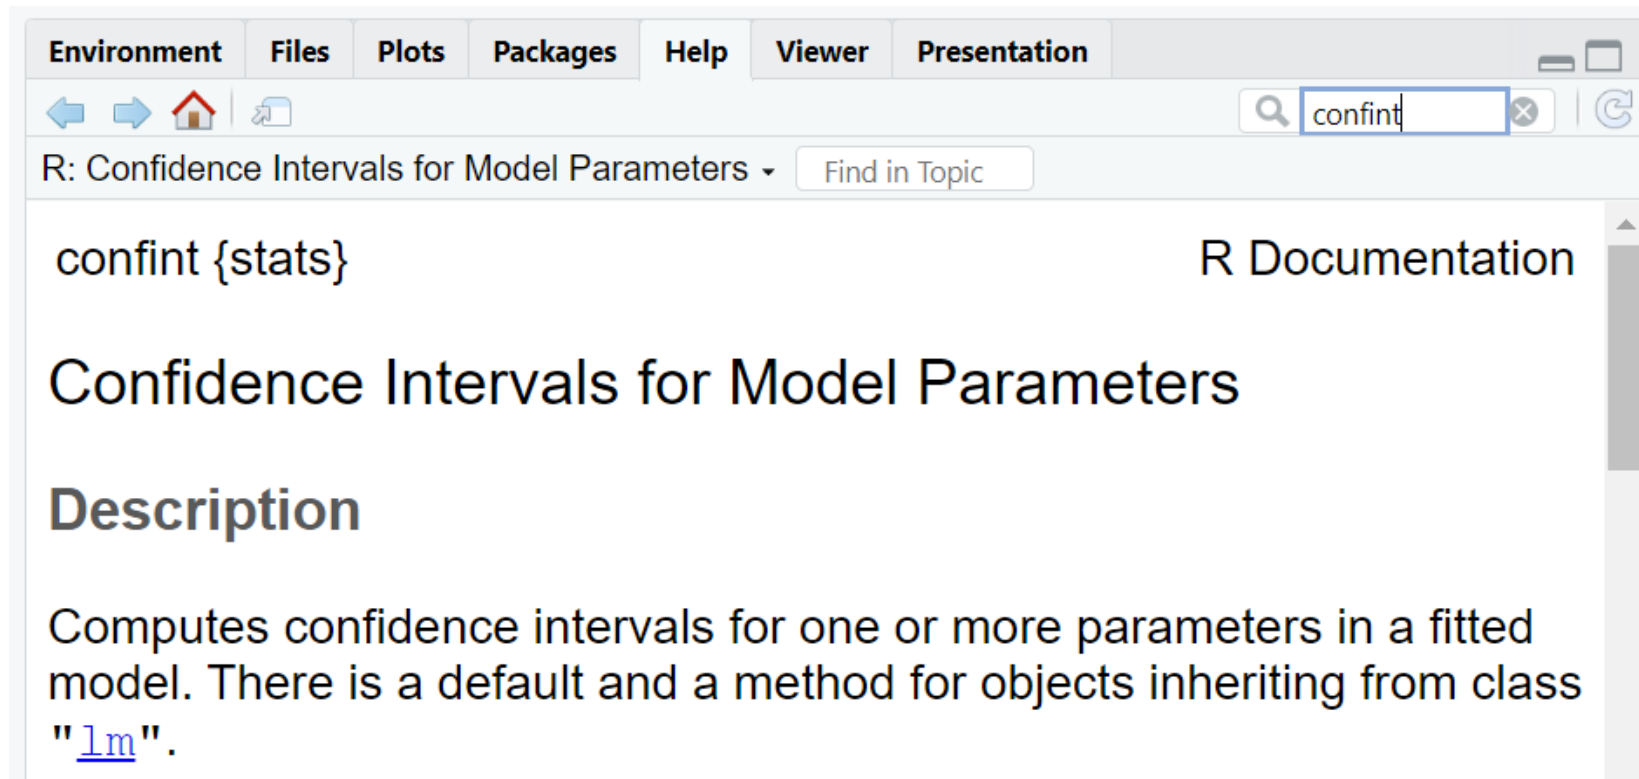 Environment Files Plots Packages Help Viewer Presentation
confint
R: Confidence Intervals for Model Parameters Find in Topic
confint {stats} R Documentation
Confidence Intervals for Model Parameters
Description
Computes confidence intervals for one or more parameters in a fitted
model. There is a default and a method for objects inheriting from class
"lm".